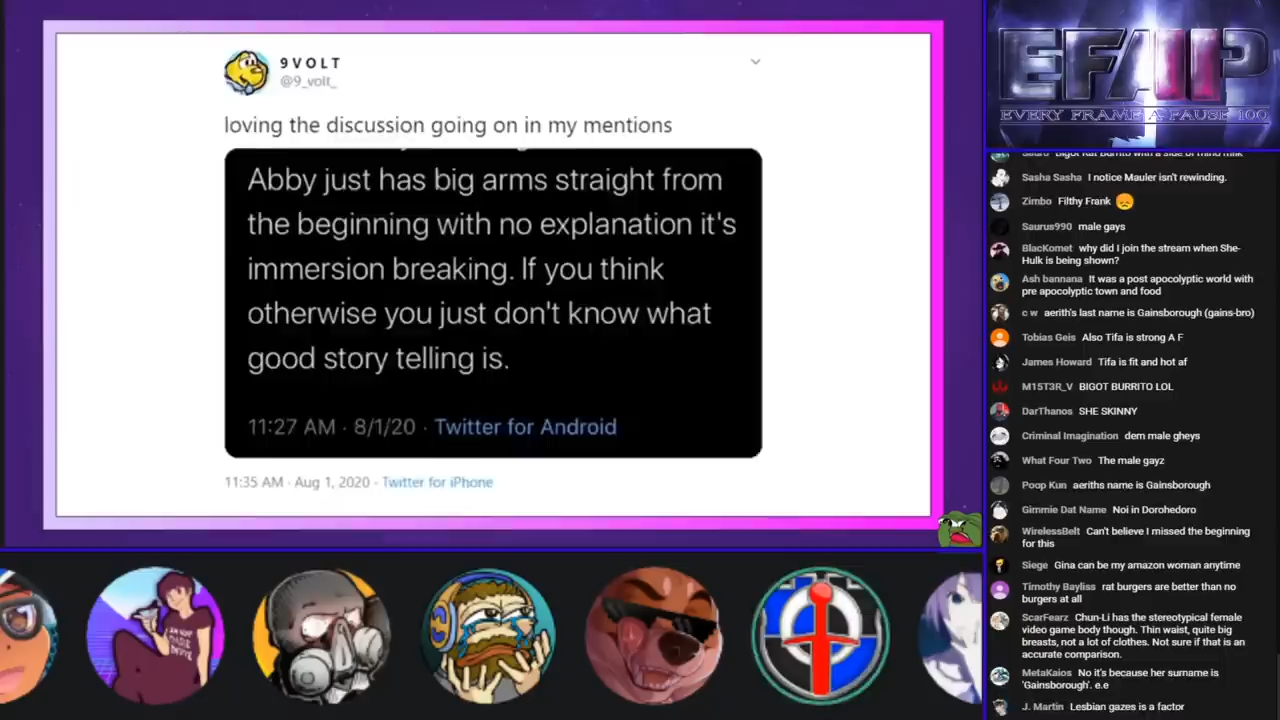 9VOLT
@9_volt_
loving the discussion going on in my mentions
Abby just has big arms straight from
the beginning with no explanation it's
immersion breaking. If you think
otherwise you just don't know what
good story telling is.
11:27 AM · 8/1/20 · Twitter for Android
11:35 AM · Aug 1, 2020 · Twitter for iPhone
EFAP
EVERY FRAME A PAUSE 100
Sasha Sasha I notice Mauler isn't rewinding.
Zimbo Filthy Frank
Saurus990 male gays
BlacKomet why did I join the stream when She-
Hulk is being shown?
Ash bannana It was a post apocolyptic world with
pre apocolyptic town and food
c w aerith's last name is Gainsborough (gains-bro)
Tobias Geis Also Tifa is strong A F
James Howard Tifa is fit and hot af
M15T3R_V BIGOT BURITTO LOL
DarThanos SHE SKINNY
Criminal Imagination dem male gheys
What Four Two The male gayz
Poop Kun aeriths name is Gainsborough
Gimmie Dat Name Noi in Dorohedoro
WirelessBelt Can't believe I missed the beginning
for this
Siege Gina can be my amazon woman anytime
Timothy Bayliss rat burgers are better than no
burgers at all
ScarFearz Chun-Li has the stereotypical female
video game body though. Thin waist, quite big
breasts, not a lot of clothes. Not sure if that is an
accurate comparison.
MetaKaios No it's because her surname is
'Gainsborough'. e.e
J. Martin Lesbian gazes is a factor